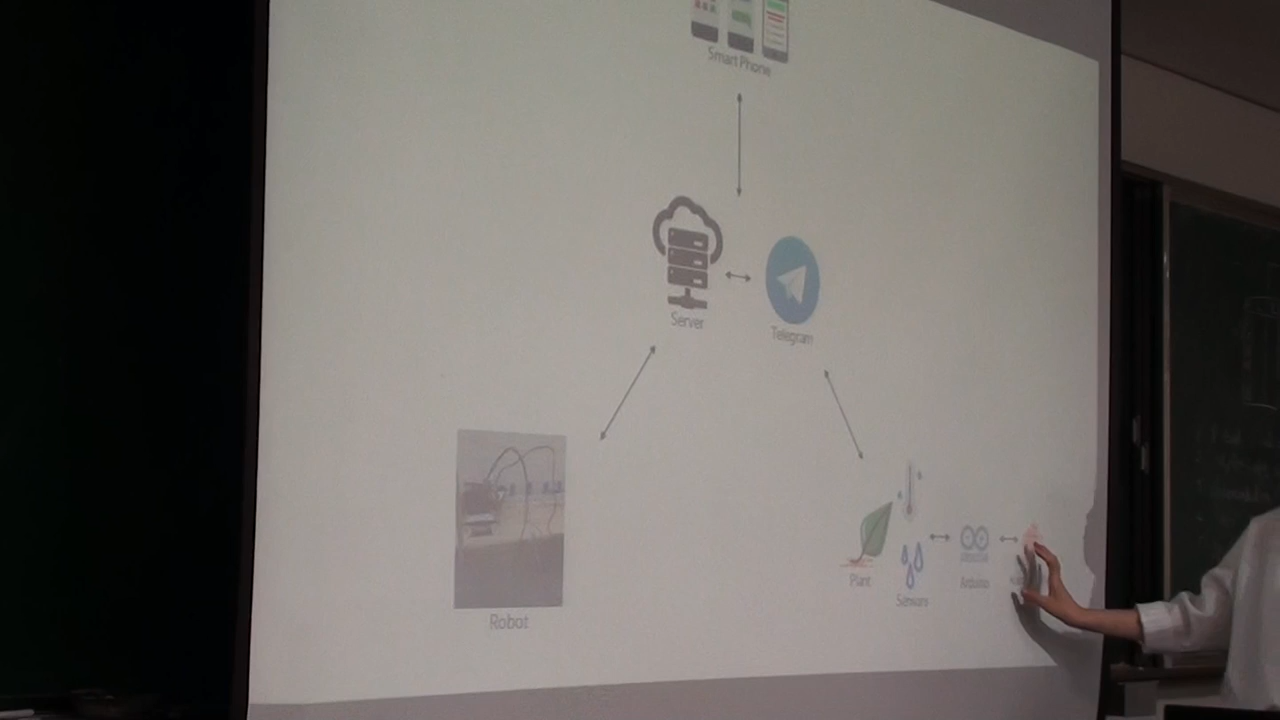 Smart Phone
Server
Telegram
Plant
Sensors
Arduino
Robot